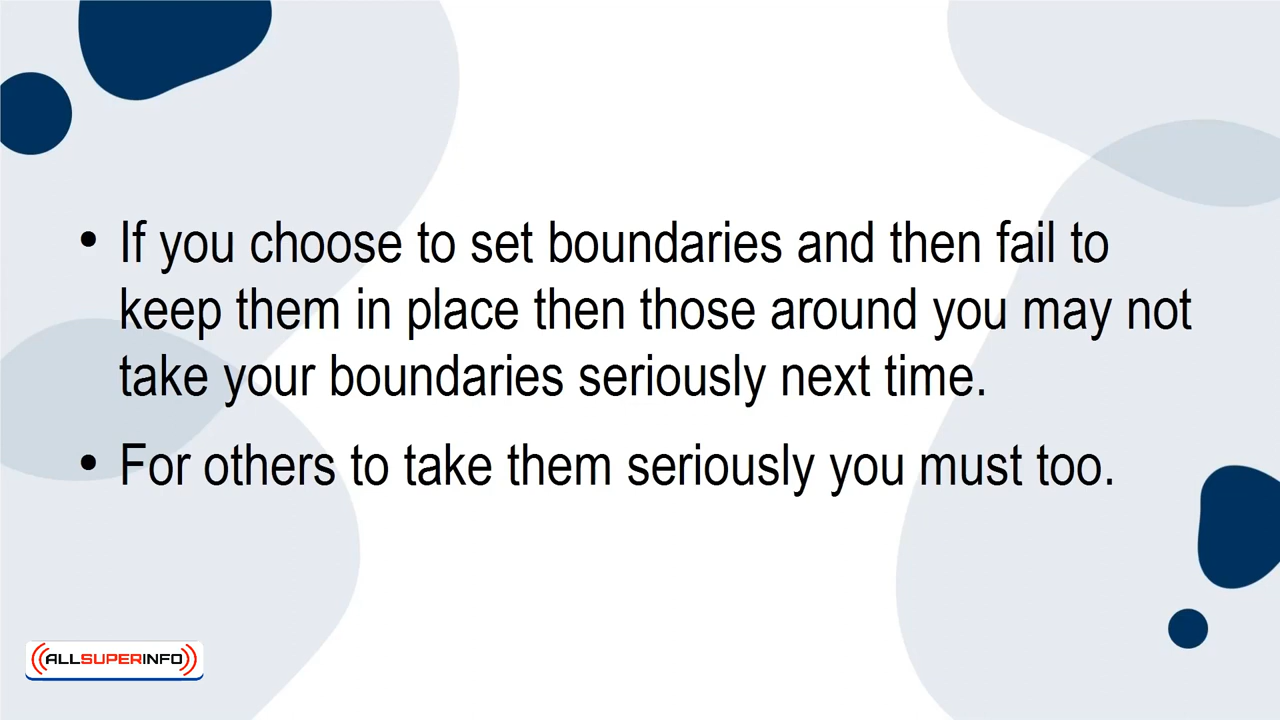 • If you choose to set boundaries and then fail to
keep them in place then those around you may not
take your boundaries seriously next time.
• For others to take them seriously you must too.
ALLSUPERINFO